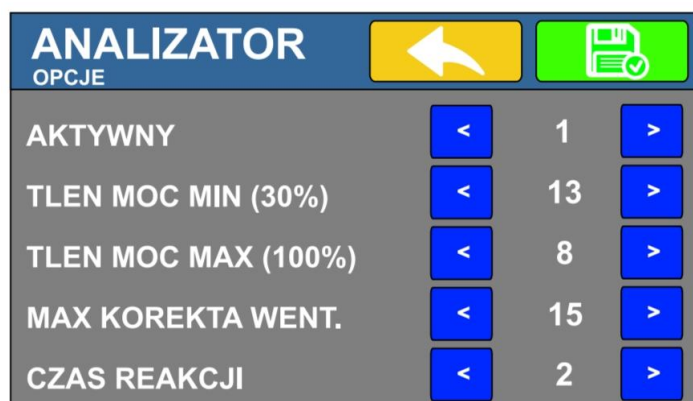 ANALIZATOR
OPCJE
AKTYWNY < 1 >
TLEN MOC MIN (30%) < 13 >
TLEN MOC MAX (100%) < 8 >
MAX KOREKTA WENT. < 15 >
CZAS REAKCJI < 2 >